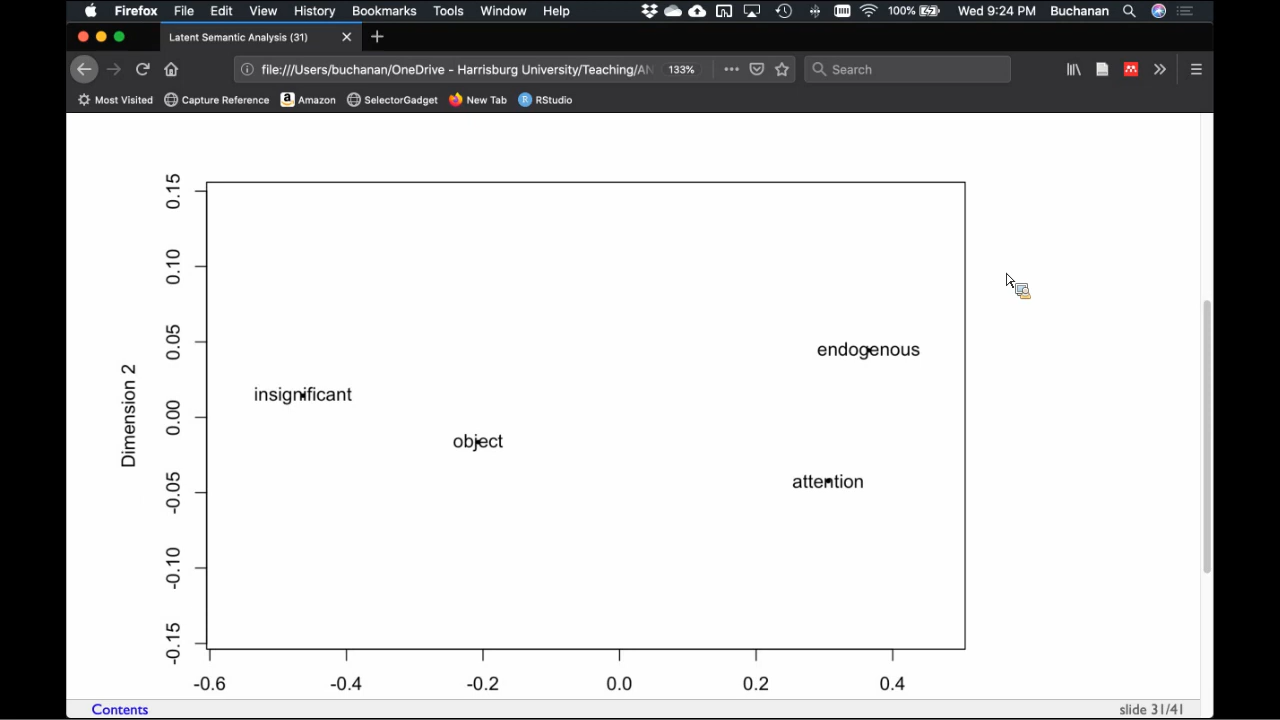 Firefox File Edit View History Bookmarks Tools Window Help 100% Wed 9:24 PM Buchanan
Latent Semantic Analysis (31)
file:///Users/buchanan/OneDrive - Harrisburg University/Teaching/AN 133% Search
Most Visited Capture Reference Amazon SelectorGadget New Tab RStudio
0.15
0.10
0.05
endogenous
insignificant
0.00
Dimension 2
object
attention
-0.05
-0.10
-0.15
-0.6 -0.4 -0.2 0.0 0.2 0.4
Contents slide 31/41